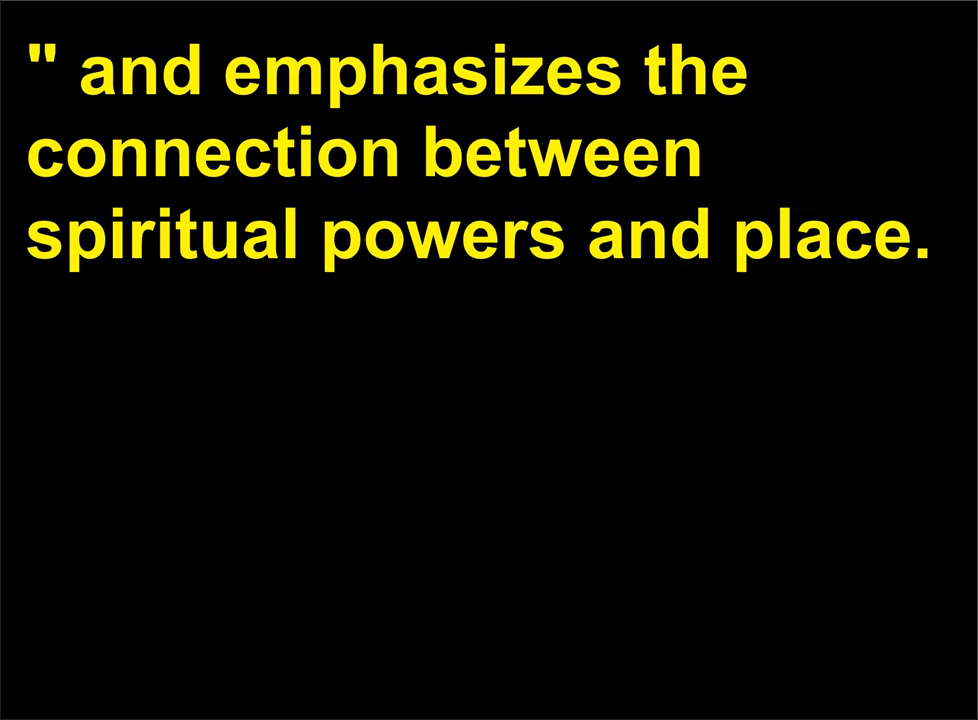 " and emphasizes the
connection between
spiritual powers and place.